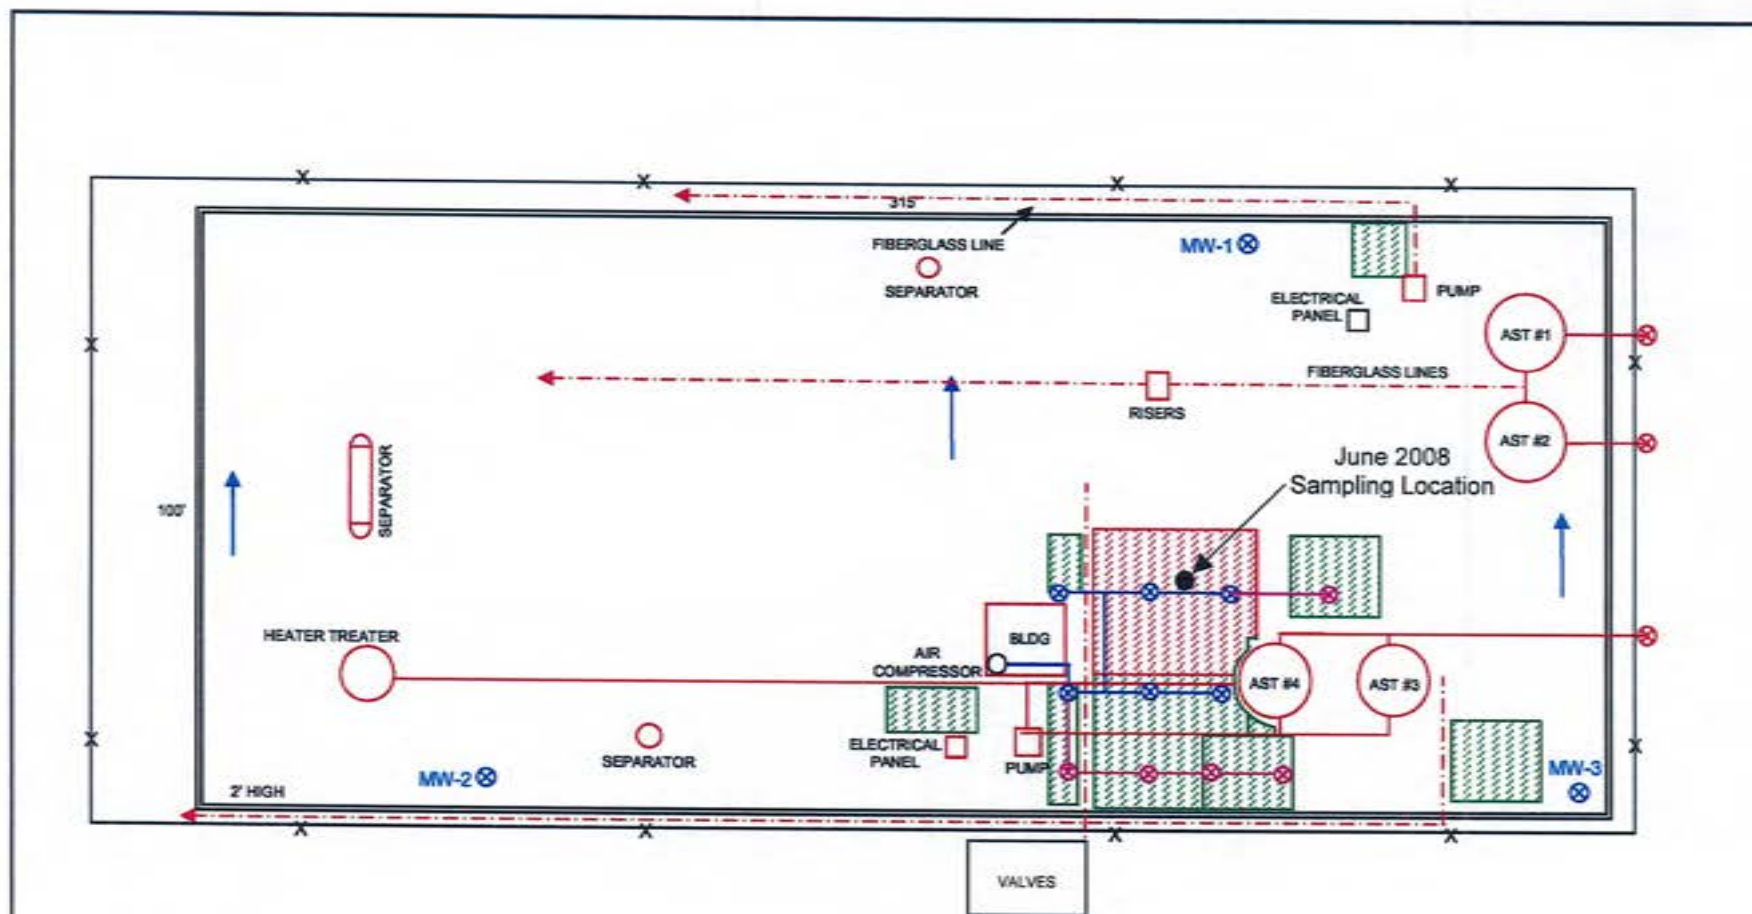 315'
FIBERGLASS LINE
MW-1
SEPARATOR
ELECTRICAL
PANEL
PUMP
AST #1
FIBERGLASS LINES
RISERS
AST #2
June 2008
Sampling Location
SEPARATOR
100'
HEATER TREATER
BLDG
AIR
COMPRESSOR
AST #4
AST #3
ELECTRICAL
PANEL
SEPARATOR
PUMP
MW-2
MW-3
2' HIGH
VALVES